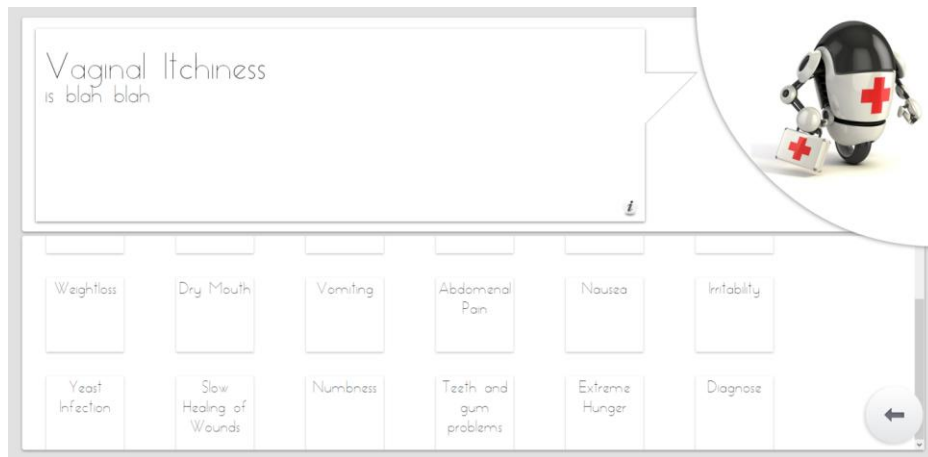 Vaginal Itchiness
is blah blah
i
Weightloss
Dry Mouth
Vomiting
Abdomenal
Pain
Nausea
Irritability
Yeast
Infection
Slow
Healing of
Wounds
Numbness
Teeth and
gum
problems
Extreme
Hunger
Diagnose